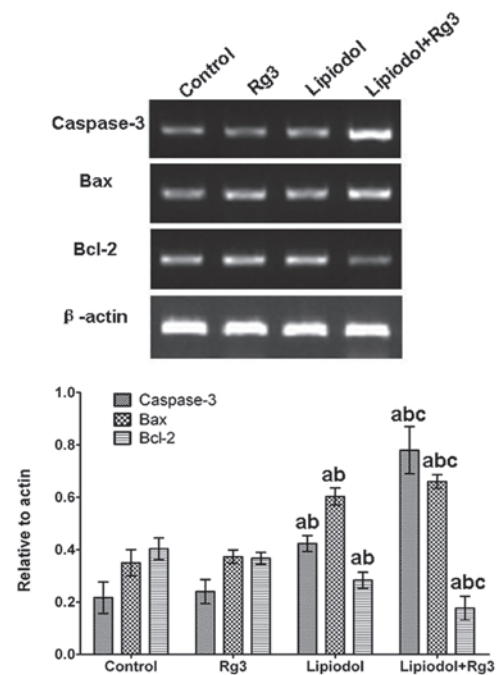 Control Rg3 Lipiodol Lipiodol+Rg3
Caspase-3
Bax
Bcl-2
β-actin
Relative to actin
1.0
0.8
0.6
0.4
0.2
0.0
Caspase-3
Bax
Bcl-2
ab
ab
ab
abc
abc
abc
Control Rg3 Lipiodol Lipiodol+Rg3